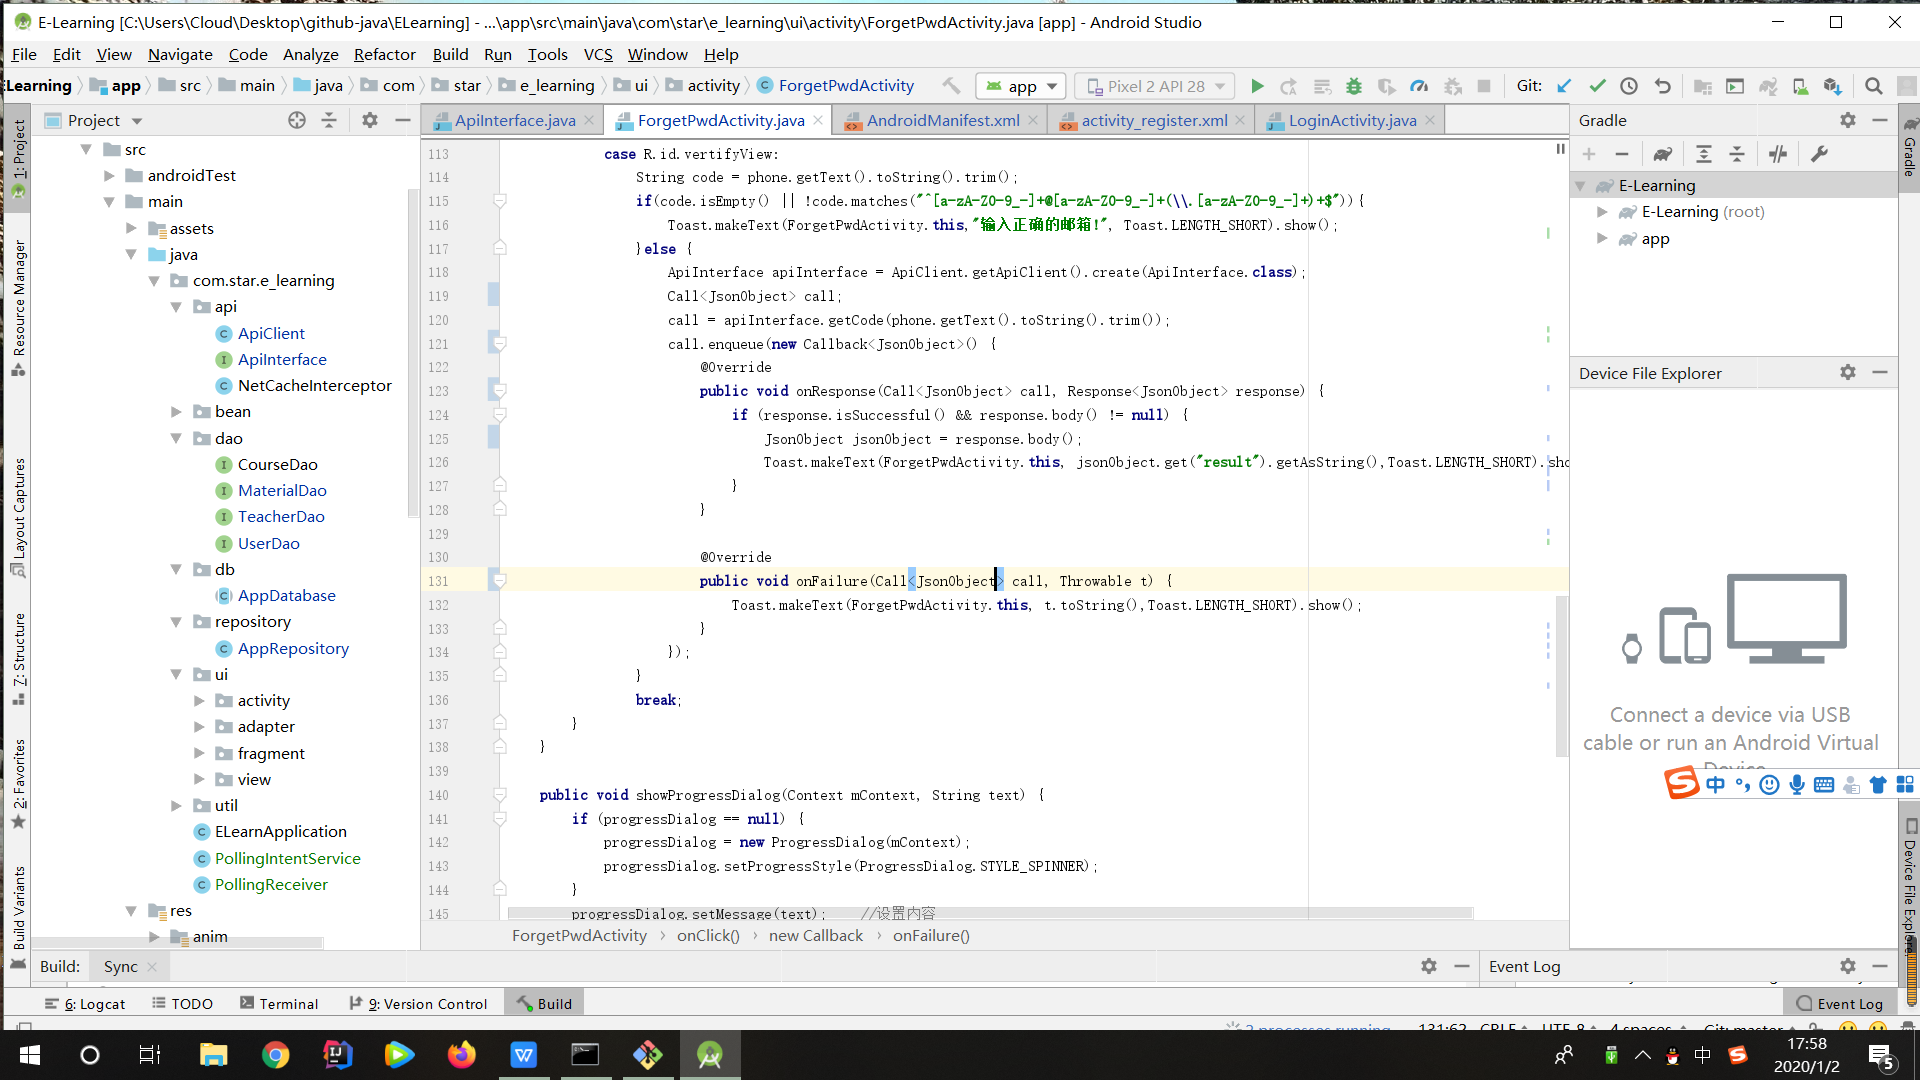 E-Learning [C:\Users\Cloud\Desktop\github-java\ELearning] - ...\app\src\main\java\com\star\e_learning\ui\activity\ForgetPwdActivity.java [app] - Android Studio
File Edit View Navigate Code Analyze Refactor Build Run Tools VCS Window Help
Learning app src main java com star e_learning ui activity ForgetPwdActivity app Pixel 2 API 28 Git:
Project
ApiInterface.java ForgetPwdActivity.java AndroidManifest.xml activity_register.xml LoginActivity.java
Gradle
1: Project
Resource Manager
Layout Captures
7: Structure
2: Favorites
Build Variants
src
androidTest
main
assets
java
com.star.e_learning
api
ApiClient
ApiInterface
NetCacheInterceptor
bean
dao
CourseDao
MaterialDao
TeacherDao
UserDao
db
AppDatabase
repository
AppRepository
ui
activity
adapter
fragment
view
util
ELearnApplication
PollingIntentService
PollingReceiver
res
anim
113 case R.id.vertifyView:
114 String code = phone.getText().toString().trim();
115 if(code.isEmpty() || !code.matches("^[a-zA-Z0-9_-]+@[a-zA-Z0-9_-]+(\\.[a-zA-Z0-9_-]+)+$")){
116 Toast.makeText(ForgetPwdActivity.this,"输入正确的邮箱!", Toast.LENGTH_SHORT).show();
117 }else {
118 ApiInterface apiInterface = ApiClient.getApiClient().create(ApiInterface.class);
119 Call<JsonObject> call;
120 call = apiInterface.getCode(phone.getText().toString().trim());
121 call.enqueue(new Callback<JsonObject>() {
122 @Override
123 public void onResponse(Call<JsonObject> call, Response<JsonObject> response) {
124 if (response.isSuccessful() && response.body() != null) {
125 JsonObject jsonObject = response.body();
126 Toast.makeText(ForgetPwdActivity.this, jsonObject.get("result").getAsString(),Toast.LENGTH_SHORT).sho
127 }
128 }
129
130 @Override
131 public void onFailure(Call<JsonObject> call, Throwable t) {
132 Toast.makeText(ForgetPwdActivity.this, t.toString(),Toast.LENGTH_SHORT).show();
133 }
134 });
135 }
136 break;
137 }
138 }
139
140 public void showProgressDialog(Context mContext, String text) {
141 if (progressDialog == null) {
142 progressDialog = new ProgressDialog(mContext);
143 progressDialog.setProgressStyle(ProgressDialog.STYLE_SPINNER);
144 }
145 progressDialog.setMessage(text); //设置内容
ForgetPwdActivity onClick() new Callback onFailure()
E-Learning
E-Learning (root)
app
Device File Explorer
Connect a device via USB
cable or run an Android Virtual
Device
中
Gradle
Device File Explorer
Build: Sync
Event Log
6: Logcat TODO Terminal 9: Version Control Build
Event Log
2 processes running 131:62 CRLF UTF-8 4 spaces Git: master
中
17:58
2020/1/2
5